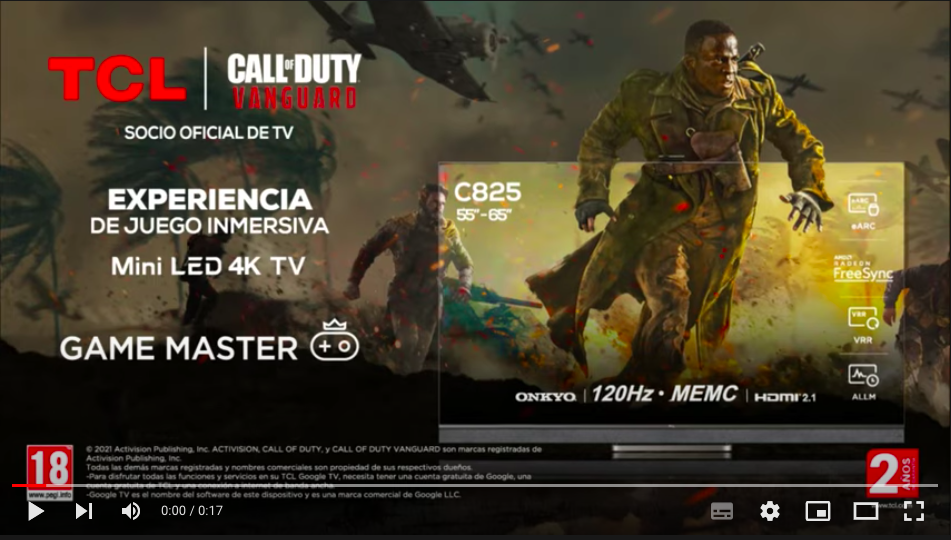 TCL
CALL OF DUTY
VANGUARD
SOCIO OFICIAL DE TV
EXPERIENCIA
DE JUEGO INMERSIVA
Mini LED 4K TV
GAME MASTER
C825
55"-65"
eARC
eARC
AMD
RADEON
FreeSync
VRR
VRR
ALLM
ONKYO | 120Hz · MEMC | HDMI 2.1
18
www.pegi.info
© 2021 Activision Publishing, Inc. ACTIVISION, CALL OF DUTY, y CALL OF DUTY VANGUARD son marcas registradas de
Activision Publishing, Inc.
Todas las demás marcas registradas y nombres comerciales son propiedad de sus respectivos dueños.
-Para disfrutar todas las funciones y servicios en su TCL Google TV, necesita tener una cuenta gratuita de Google, una
cuenta gratuita de TCL y una conexión a internet de banda ancha.
-Google TV es el nombre del software de este dispositivo y es una marca comercial de Google LLC.
2 AÑOS
0:00 / 0:17